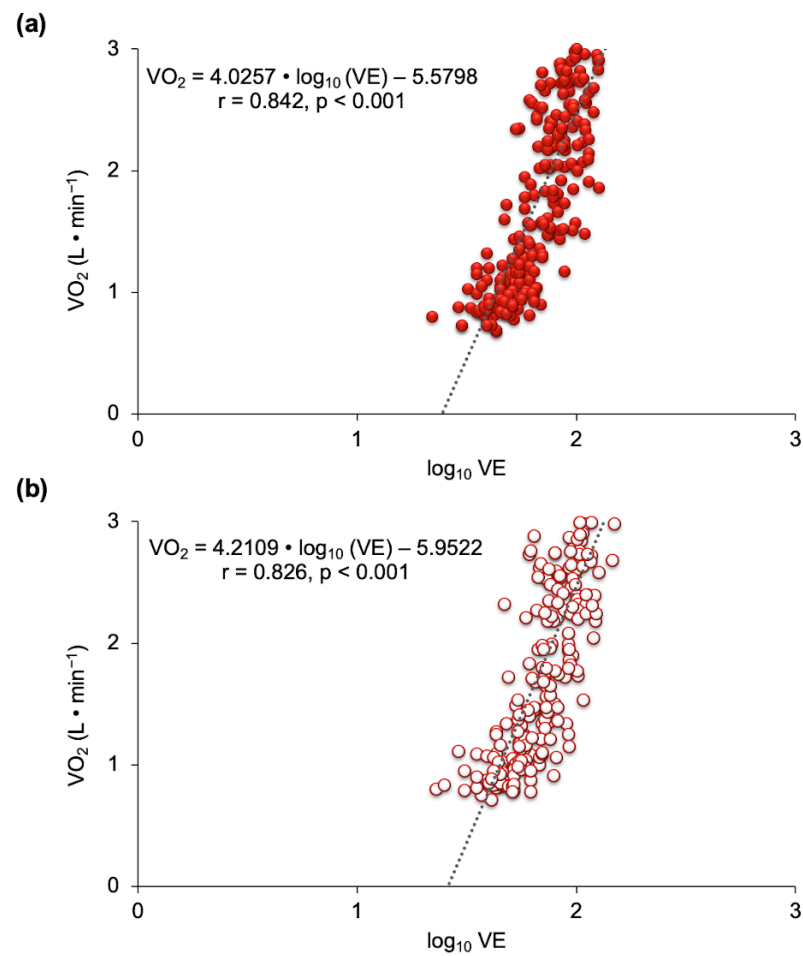 (a)
3
VO₂ = 4.0257 • log₁₀ (VE) – 5.5798
r = 0.842, p < 0.001
2
VO₂ (L • min⁻¹)
1
0
0 1 2 3
log₁₀ VE
(b)
3
VO₂ = 4.2109 • log₁₀ (VE) – 5.9522
r = 0.826, p < 0.001
2
VO₂ (L • min⁻¹)
1
0
0 1 2 3
log₁₀ VE